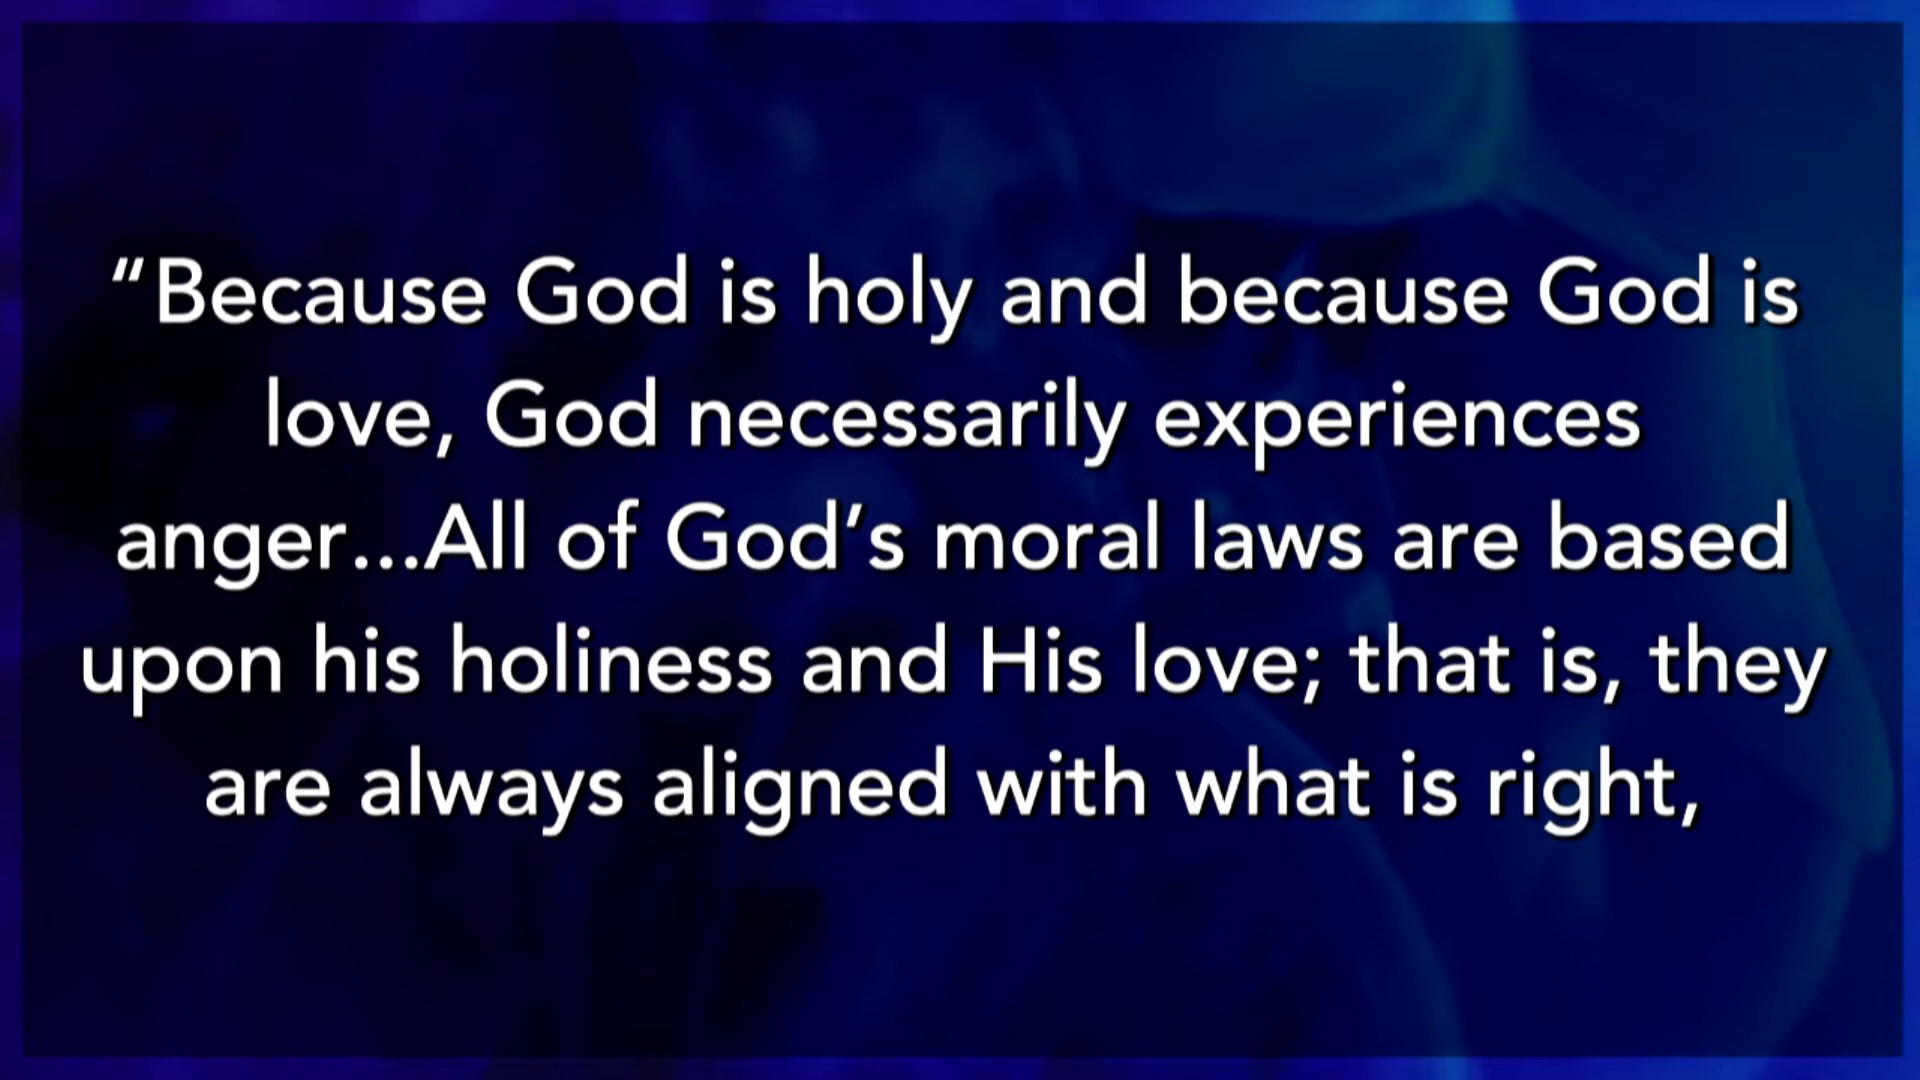 “Because God is holy and because God is
love, God necessarily experiences
anger...All of God’s moral laws are based
upon his holiness and His love; that is, they
are always aligned with what is right,